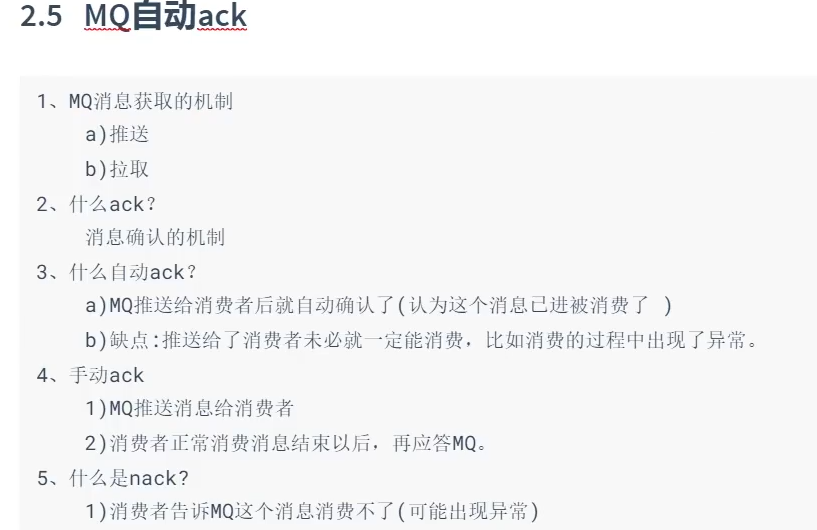 2.5 MQ自动ack
1、MQ消息获取的机制
a)推送
b)拉取
2、什么ack?
消息确认的机制
3、什么自动ack?
a)MQ推送给消费者后就自动确认了(认为这个消息已进被消费了 )
b)缺点:推送给了消费者未必就一定能消费，比如消费的过程中出现了异常。
4、手动ack
1)MQ推送消息给消费者
2)消费者正常消费消息结束以后，再应答MQ。
5、什么是nack?
1)消费者告诉MQ这个消息消费不了(可能出现异常)